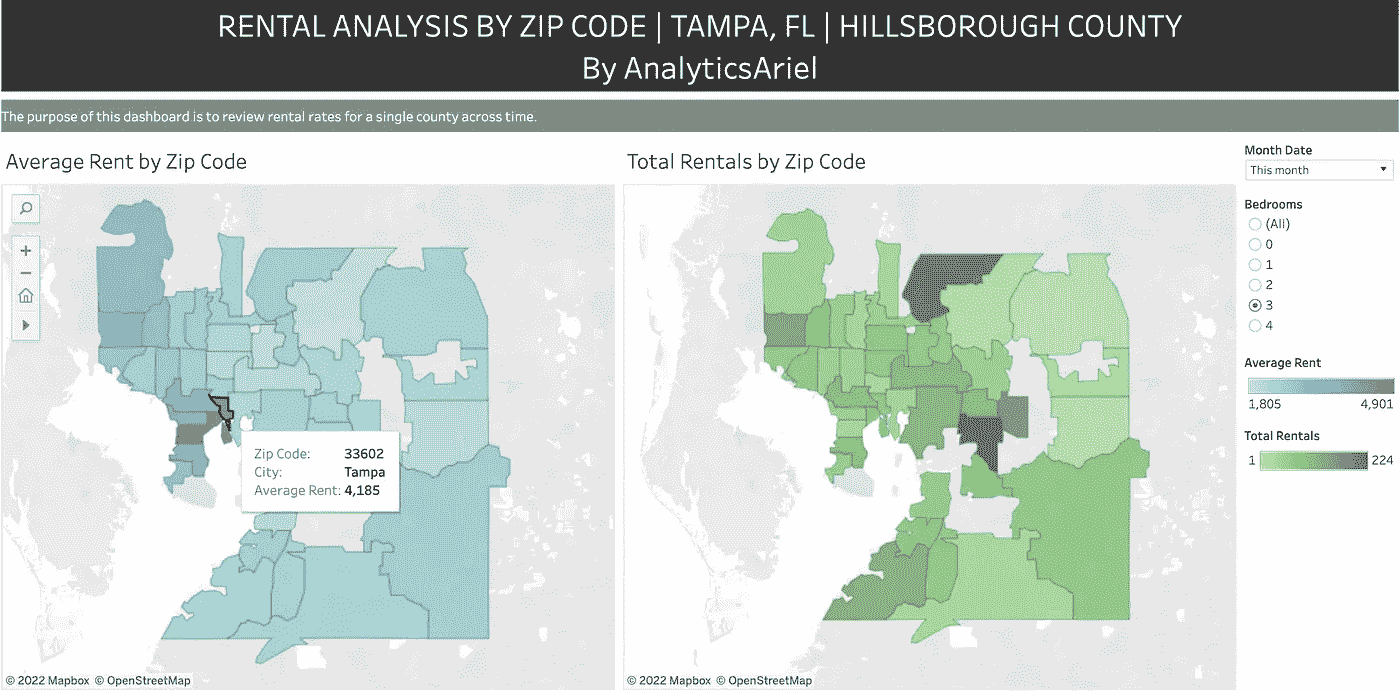 RENTAL ANALYSIS BY ZIP CODE | TAMPA, FL | HILLSBOROUGH COUNTY
By AnalyticsAriel
The purpose of this dashboard is to review rental rates for a single county across time.
Average Rent by Zip Code
Zip Code: 33602
City: Tampa
Average Rent: 4,185
© 2022 Mapbox © OpenStreetMap
Total Rentals by Zip Code
© 2022 Mapbox © OpenStreetMap
Month Date
This month
Bedrooms
(All)
0
1
2
3
4
Average Rent
1,805 4,901
Total Rentals
1 224